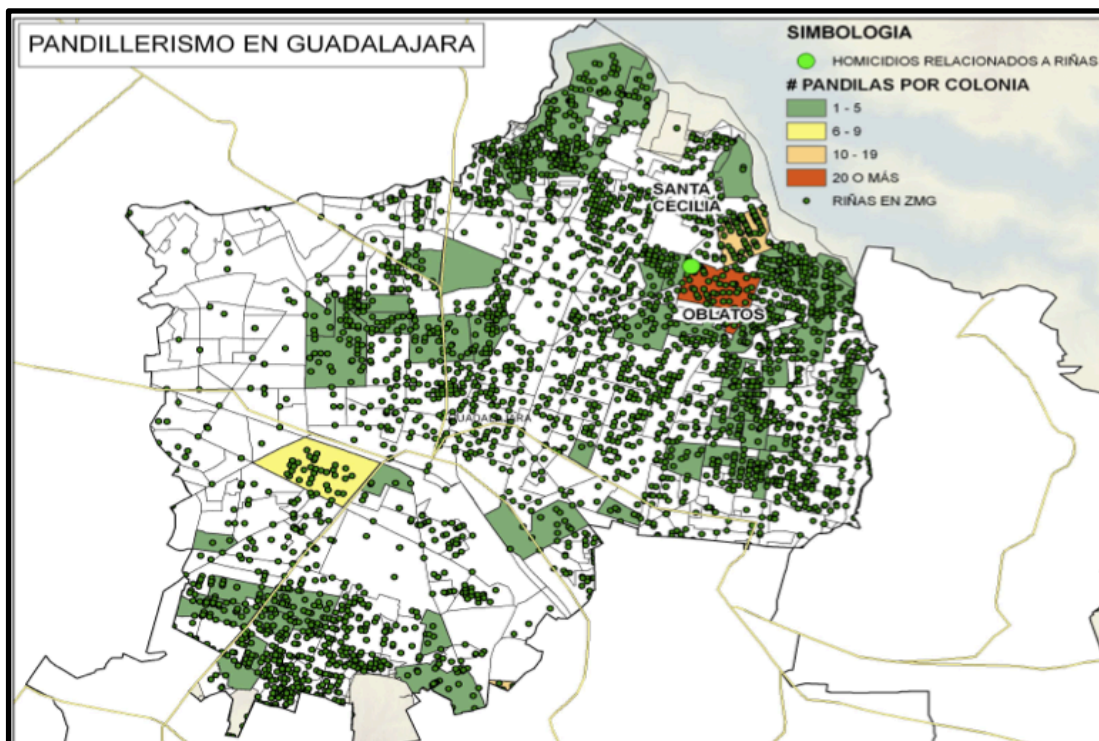 PANDILLERISMO EN GUADALAJARA
SIMBOLOGIA
HOMICIDIOS RELACIONADOS A RIÑAS
# PANDILAS POR COLONIA
1 - 5
6 - 9
10 - 19
20 O MÁS
RIÑAS EN ZMG
SANTA
CECILIA
OBLATOS
GUADALAJARA